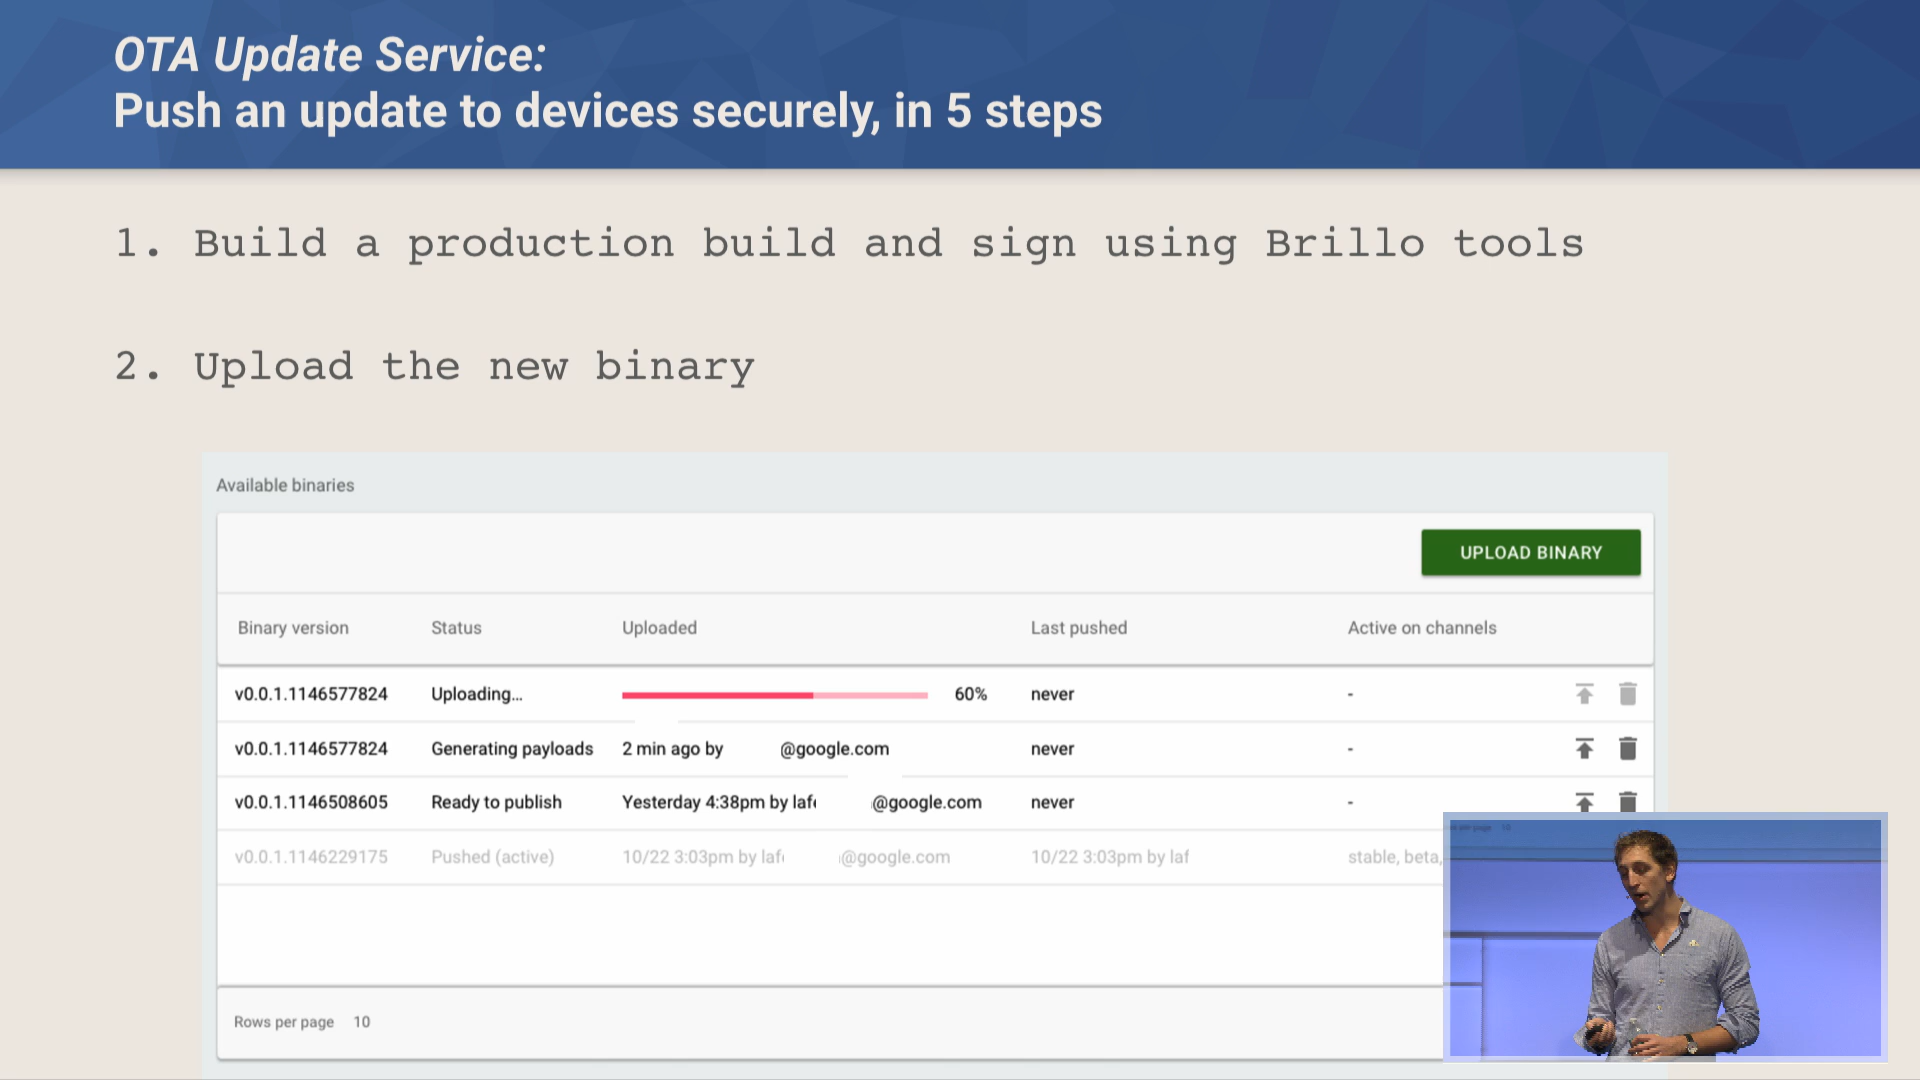 OTA Update Service:
Push an update to devices securely, in 5 steps
1. Build a production build and sign using Brillo tools
2. Upload the new binary
Available binaries
UPLOAD BINARY
Binary version Status Uploaded Last pushed Active on channels
v0.0.1.1146577824 Uploading... 60% never -
v0.0.1.1146577824 Generating payloads 2 min ago by @google.com never -
v0.0.1.1146508605 Ready to publish Yesterday 4:38pm by @google.com never -
v0.0.1.1146229175 Pushed (active) 10/22 3:03pm by @google.com 10/22 3:03pm by laf stable, beta,
Rows per page 10